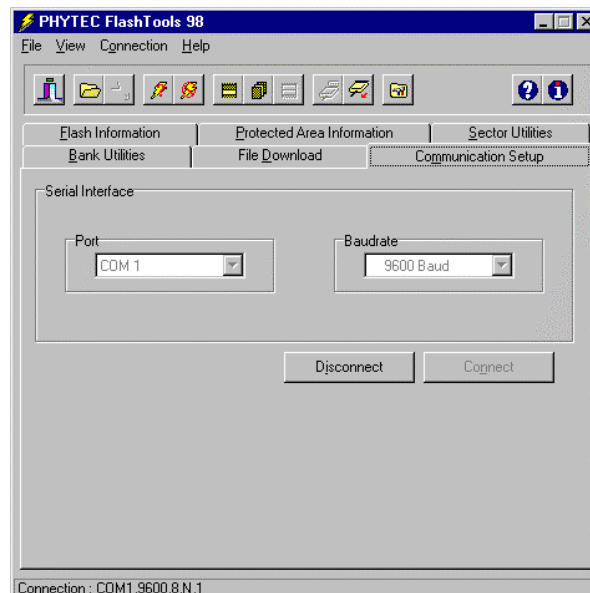 PHYTEC FlashTools 98
File View Connection Help
Flash Information Protected Area Information Sector Utilities
Bank Utilities File Download Communication Setup
Serial Interface
Port Baudrate
COM 1 9600 Baud
Disconnect Connect
Connection : COM1,9600,8,N,1